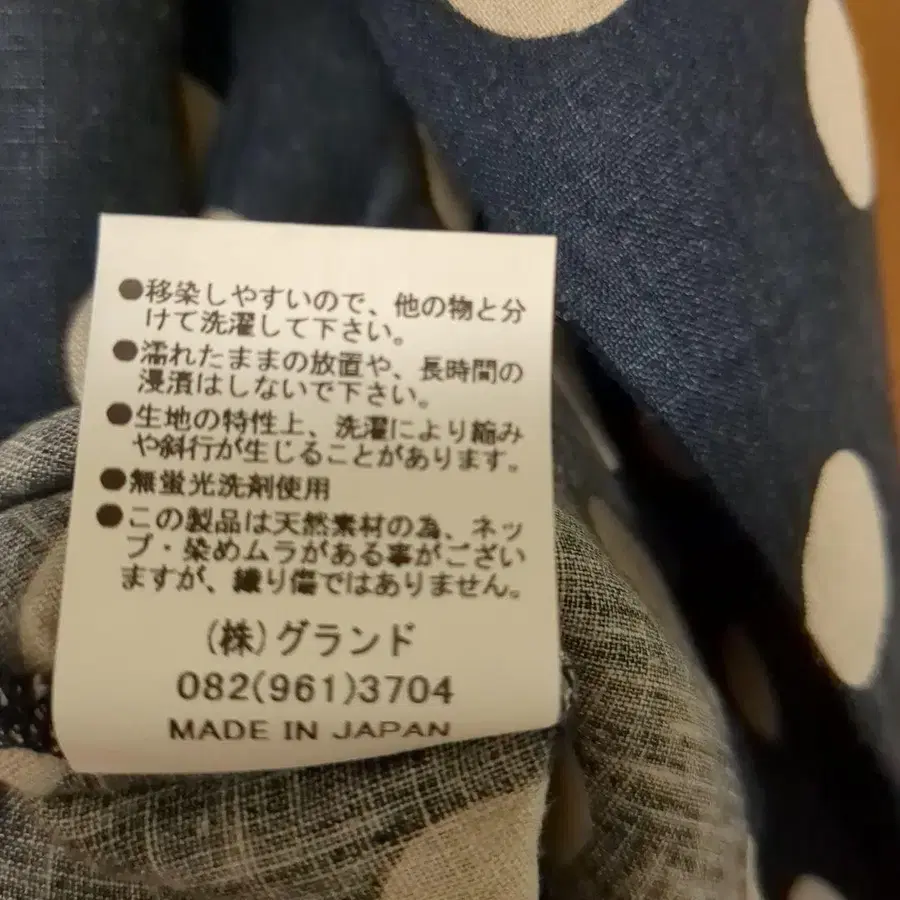 ●移染しやすいので、他の物と分
けて洗濯して下さい。
●濡れたままの放置や、長時間の
浸漬はしないで下さい。
●生地の特性上、洗濯により縮み
や斜行が生じることがあります。
●無蛍光洗剤使用
●この製品は天然素材の為、ネッ
プ・染めムラがある事がござい
ますが、織り傷ではありません。
(株)グランド
082(961)3704
MADE IN JAPAN